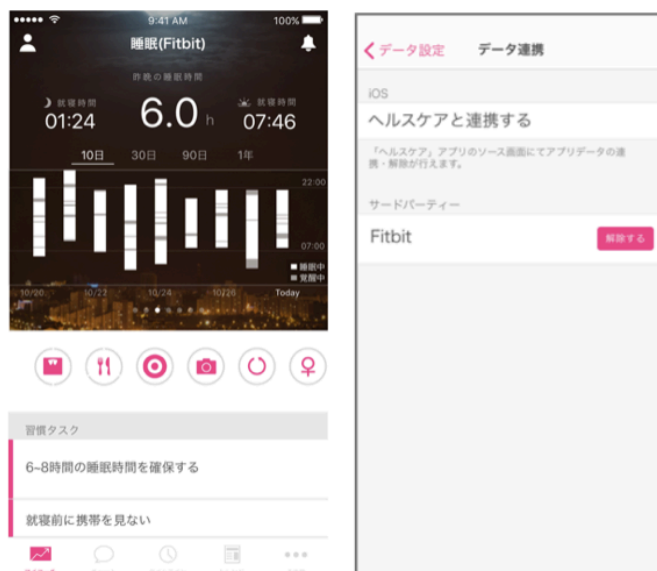 9:41 AM
100%
睡眠(Fitbit)
昨晩の睡眠時間
就寝時間
01:24
6.0 h
就寝時間
07:46
10日
30日
90日
1年
22:00
07:00
睡眠中
覚醒中
10/20
10/22
10/24
10/26
Today
習慣タスク
6~8時間の睡眠時間を確保する
就寝前に携帯を見ない
データ設定
データ連携
iOS
ヘルスケアと連携する
「ヘルスケア」アプリのソース画面にてアプリデータの連
携・解除が行えます。
サードパーティー
Fitbit
解除する